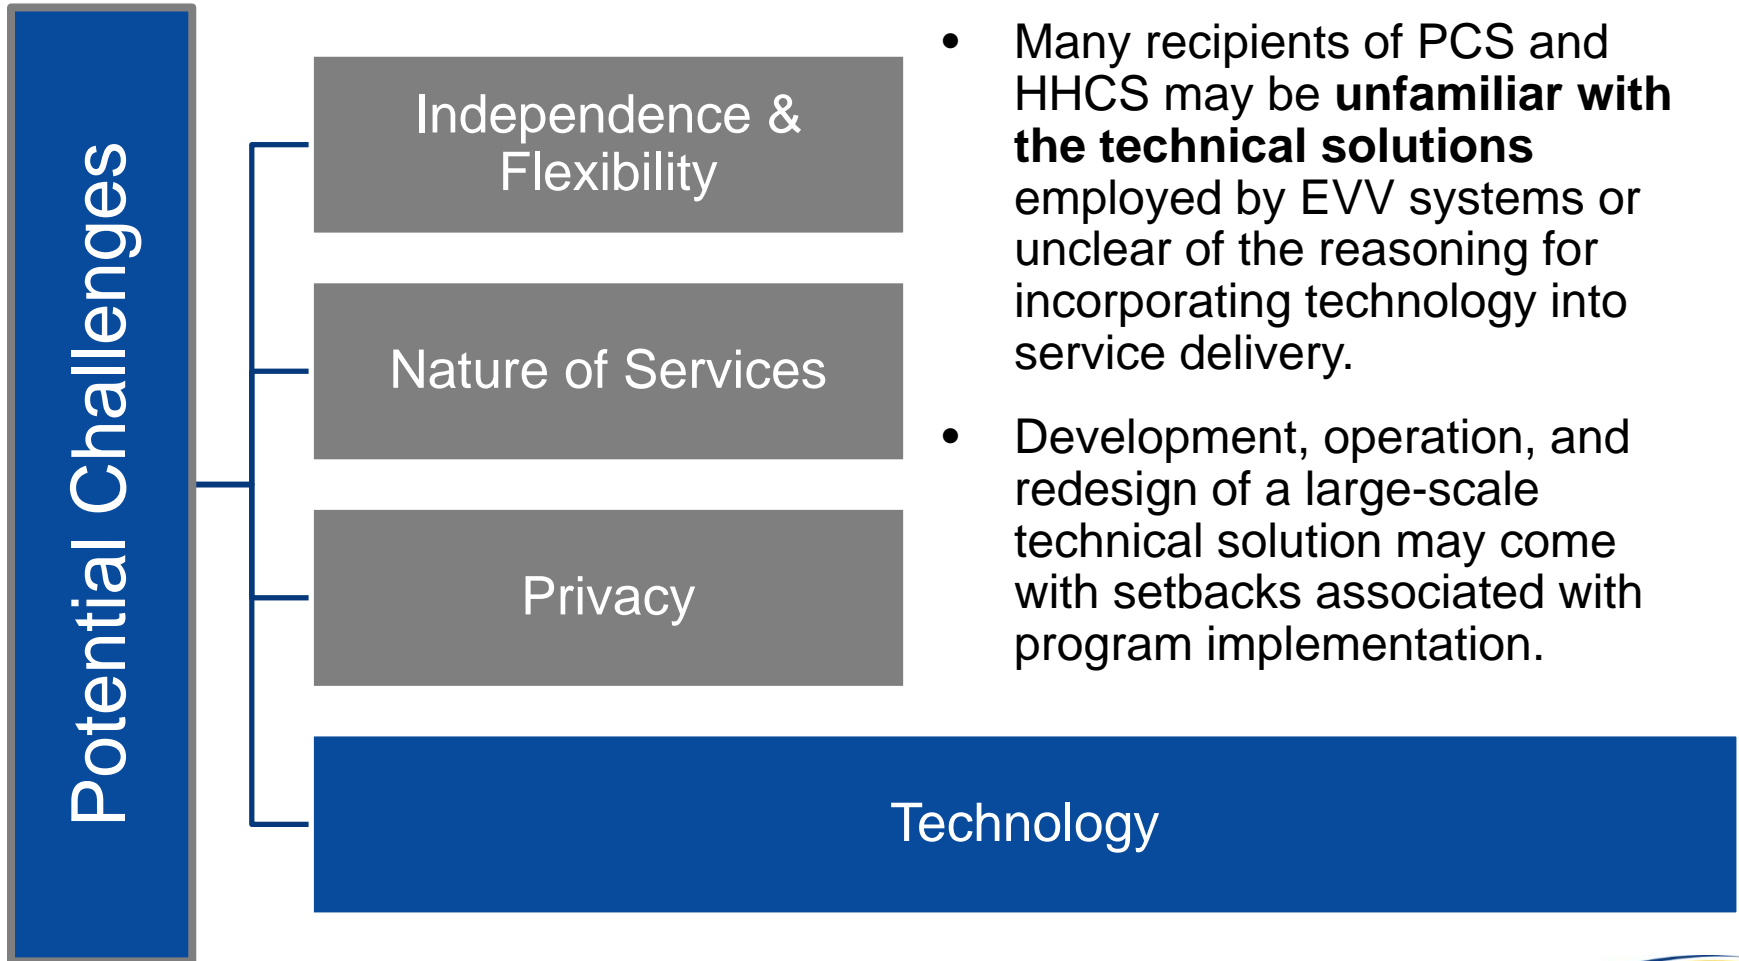 Potential Challenges
Independence &
Flexibility
Nature of Services
Privacy
Technology
• Many recipients of PCS and
HHCS may be unfamiliar with
the technical solutions
employed by EVV systems or
unclear of the reasoning for
incorporating technology into
service delivery.
• Development, operation, and
redesign of a large-scale
technical solution may come
with setbacks associated with
program implementation.